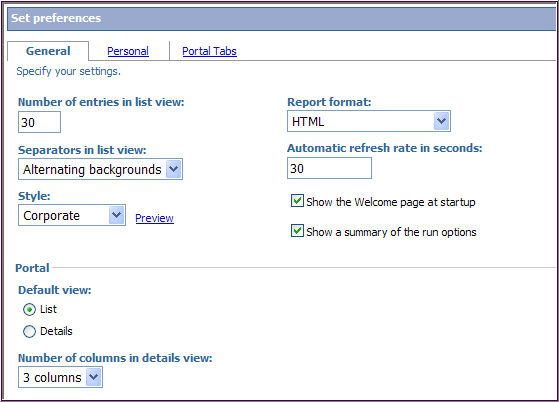 Set preferences
General Personal Portal Tabs
Specify your settings.
Number of entries in list view:
30
Separators in list view:
Alternating backgrounds
Style:
Corporate Preview
Report format:
HTML
Automatic refresh rate in seconds:
30
Show the Welcome page at startup
Show a summary of the run options
Portal
Default view:
List
Details
Number of columns in details view:
3 columns